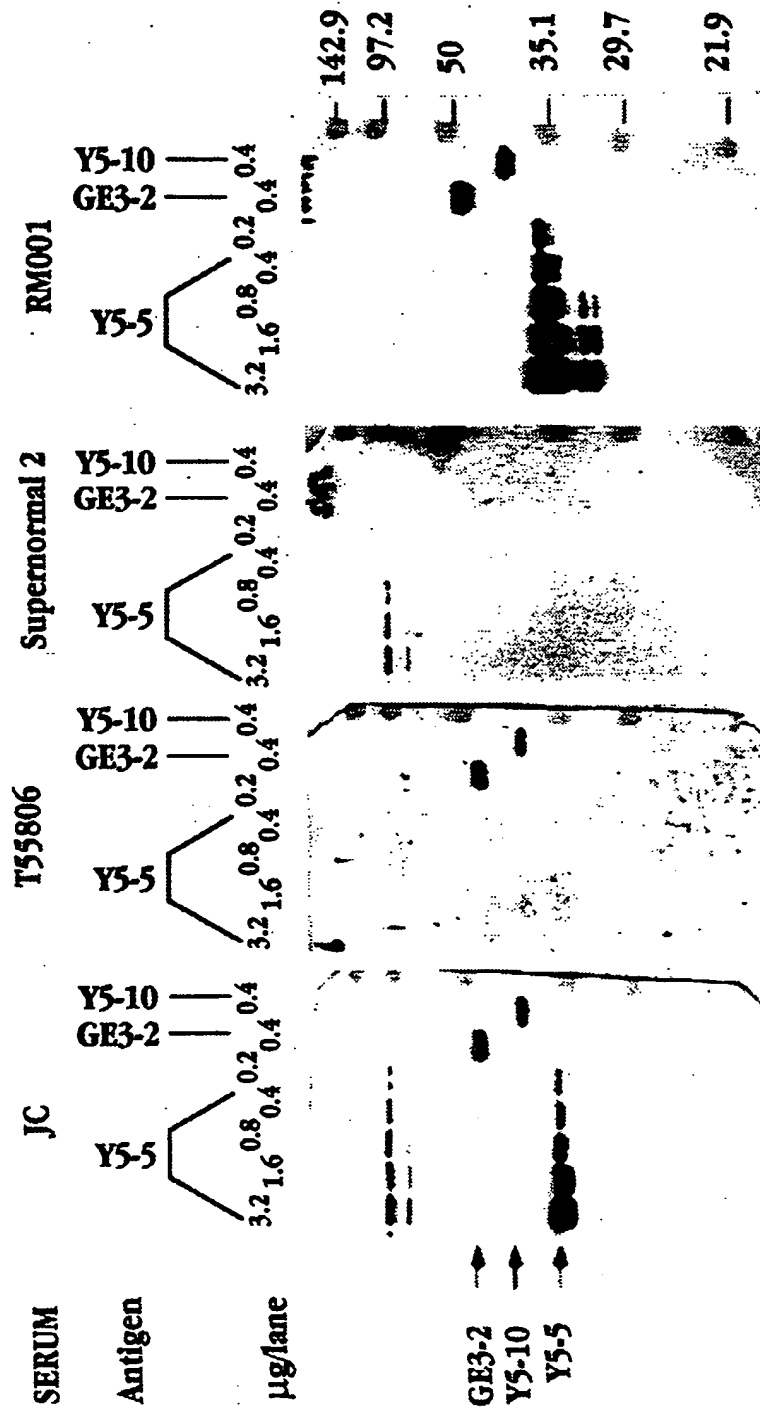 SERUM JC T55806 Supernormal 2 RM001
Antigen Y5-5 GE3-2 Y5-10 Y5-5 GE3-2 Y5-10 Y5-5 GE3-2 Y5-10 Y5-5 GE3-2 Y5-10
µg/lane 3.2 1.6 0.8 0.4 0.2 0.4 0.4 3.2 1.6 0.8 0.4 0.2 0.4 0.4 3.2 1.6 0.8 0.4 0.2 0.4 0.4 3.2 1.6 0.8 0.4 0.2 0.4 0.4
142.9
97.2
GE3-2 50
Y5-10
Y5-5 35.1
29.7
21.9